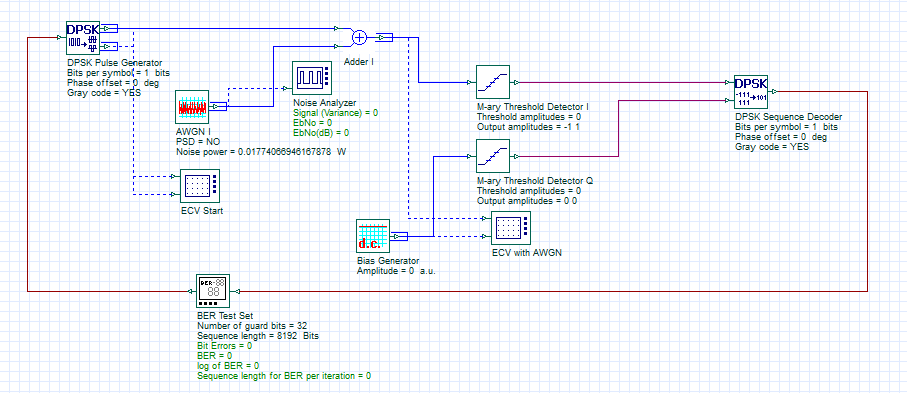 DPSK
1010
DPSK Pulse Generator
Bits per symbol = 1 bits
Phase offset = 0 deg
Gray code = YES
Adder I
Noise Analyzer
Signal (Variance) = 0
EbNo = 0
EbNo(dB) = 0
AWGN I
PSD = NO
Noise power = 0.01774066946167878 W
ECV Start
M-ary Threshold Detector I
Threshold amplitudes = 0
Output amplitudes = -1 1
DPSK
-111
-111
101
DPSK Sequence Decoder
Bits per symbol = 1 bits
Phase offset = 0 deg
Gray code = YES
M-ary Threshold Detector Q
Threshold amplitudes = 0
Output amplitudes = 0 0
ECV with AWGN
d.c.
Bias Generator
Amplitude = 0 a.u.
BER Test Set
Number of guard bits = 32
Sequence length = 8192 Bits
Bit Errors = 0
BER = 0
log of BER = 0
Sequence length for BER per iteration = 0